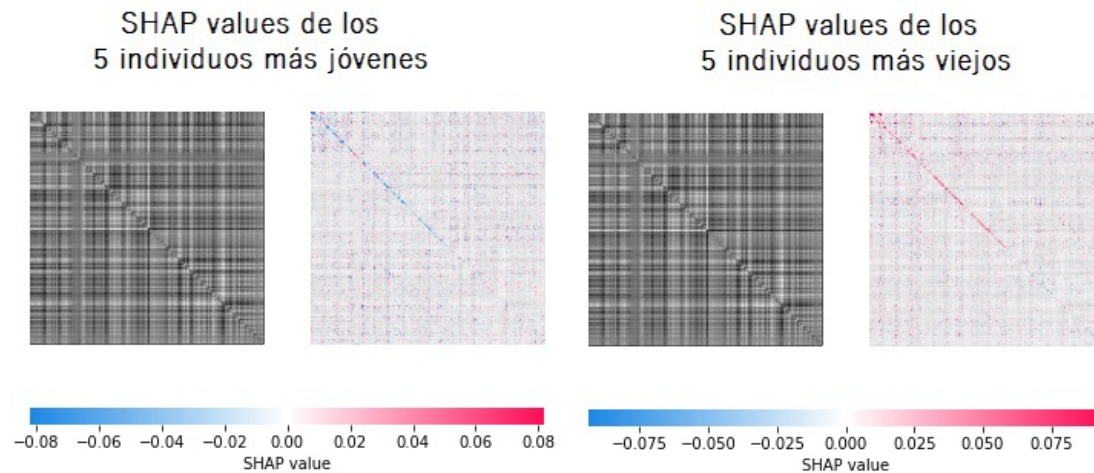 SHAP values de los
5 individuos más jóvenes
SHAP values de los
5 individuos más viejos
−0.08 −0.06 −0.04 −0.02 0.00 0.02 0.04 0.06 0.08
SHAP value
−0.075 −0.050 −0.025 0.000 0.025 0.050 0.075
SHAP value